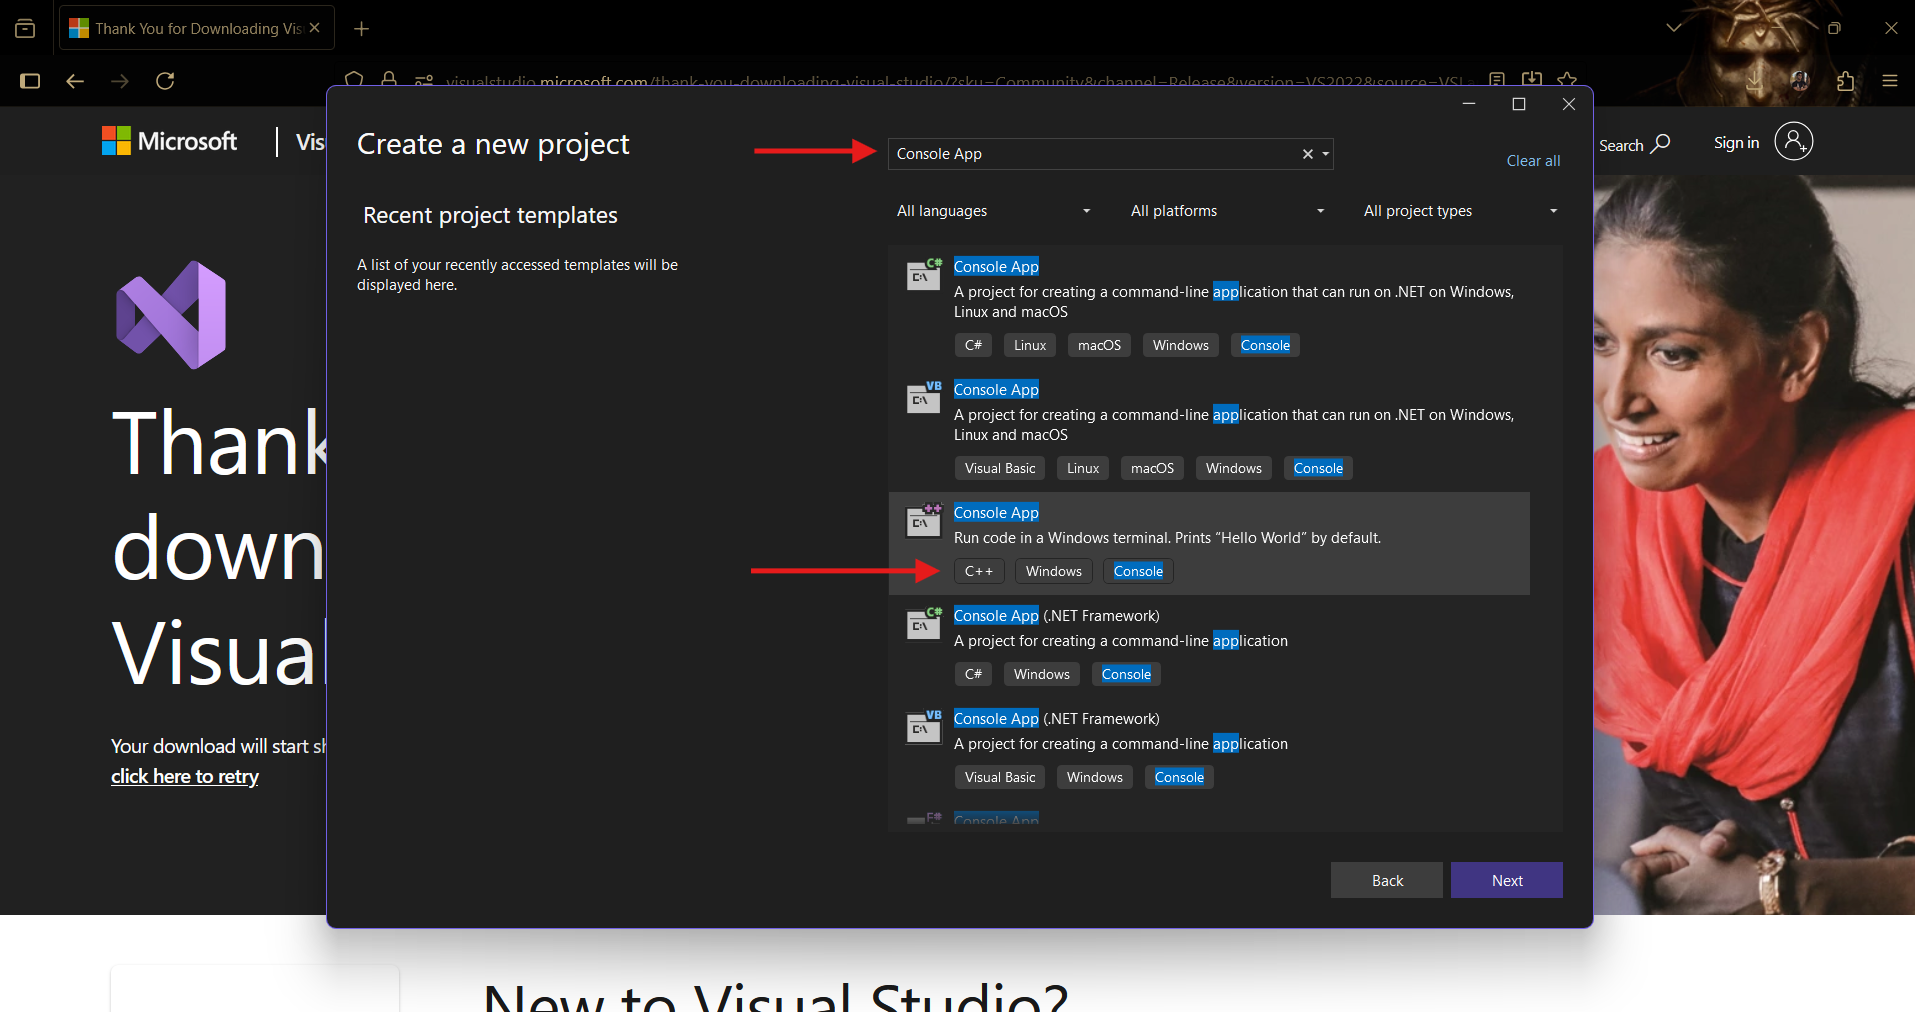 Thank You for Downloading Vis
visualstudio.microsoft.com/thank-you-downloading-visual-studio/?sku=Community&channel=Release&version=VS2022&source=VSLa
Microsoft
Vis
Search
Sign in
Thank
down
Visual
Your download will start sh
click here to retry
New to Visual Studio?
Create a new project
Console App
Clear all
Recent project templates
A list of your recently accessed templates will be
displayed here.
All languages
All platforms
All project types
C#
C:\
Console App
A project for creating a command-line application that can run on .NET on Windows,
Linux and macOS
C#
Linux
macOS
Windows
Console
VB
C:\
Console App
A project for creating a command-line application that can run on .NET on Windows,
Linux and macOS
Visual Basic
Linux
macOS
Windows
Console
++
C:\
Console App
Run code in a Windows terminal. Prints “Hello World” by default.
C++
Windows
Console
C#
C:\
Console App (.NET Framework)
A project for creating a command-line application
C#
Windows
Console
VB
C:\
Console App (.NET Framework)
A project for creating a command-line application
Visual Basic
Windows
Console
F#
Console App
Back
Next